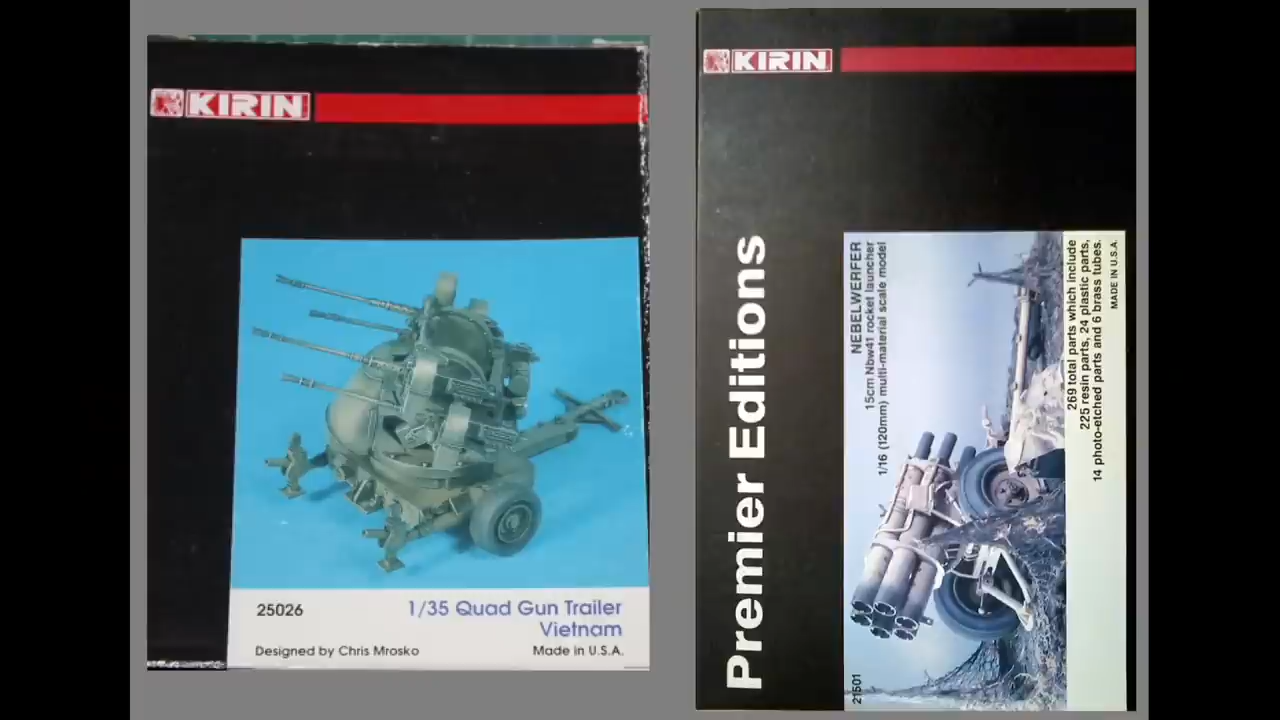 KIRIN
25026
1/35 Quad Gun Trailer
Vietnam
Designed by Chris Mrosko
Made in U.S.A.
KIRIN
Premier Editions
NEBELWERFER
15cm Nbw41 rocket launcher
1/16 (120mm) multi-material scale model
269 total parts which include
225 resin parts, 24 plastic parts,
14 photo-etched parts and 6 brass tubes.
MADE IN U.S.A.
21501